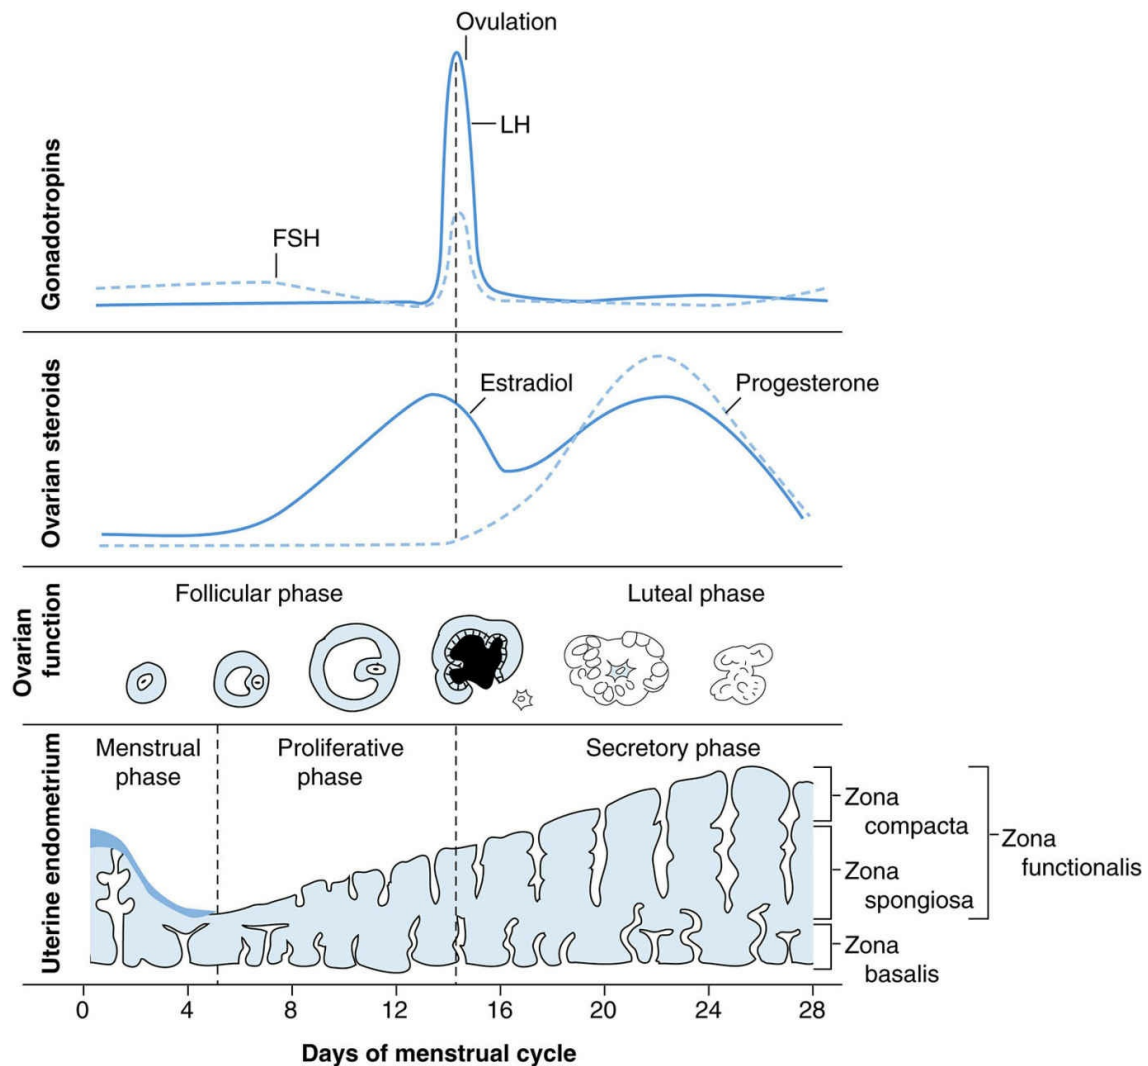 Ovulation
LH
FSH
Gonadotropins
Estradiol
Progesterone
Ovarian steroids
Follicular phase
Luteal phase
Ovarian
function
Menstrual
phase
Proliferative
phase
Secretory phase
Zona
compacta
Zona
spongiosa
Zona
basalis
Zona
functionalis
Uterine endometrium
0 4 8 12 14 16 20 24 28
Days of menstrual cycle